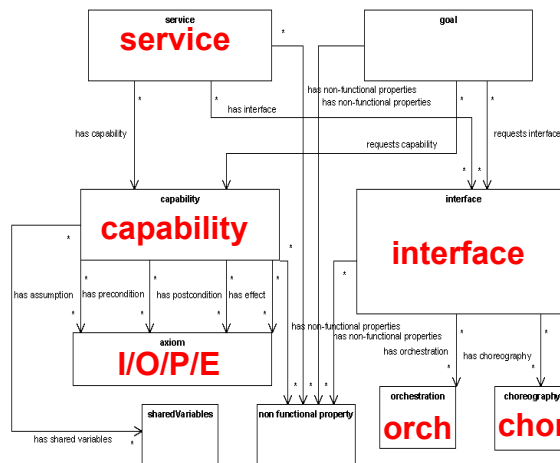 service
service
goal
*
*
*
*
*
has non-functional properties
has non-functional properties
has interface
has capability
requests capability
requests interface
*
*
*
*
capability
capability
interface
interface
*
*
*
*
*
*
*
has assumption
has precondition
has postcondition
has effect
*
*
*
*
has non-functional properties
has non-functional properties
*
*
has orchestration
has choreography
axiom
I/O/P/E
*
*
*
*
*
*
sharedVariables
non functional property
orchestration
orch
choreography
chor
has shared variables
*